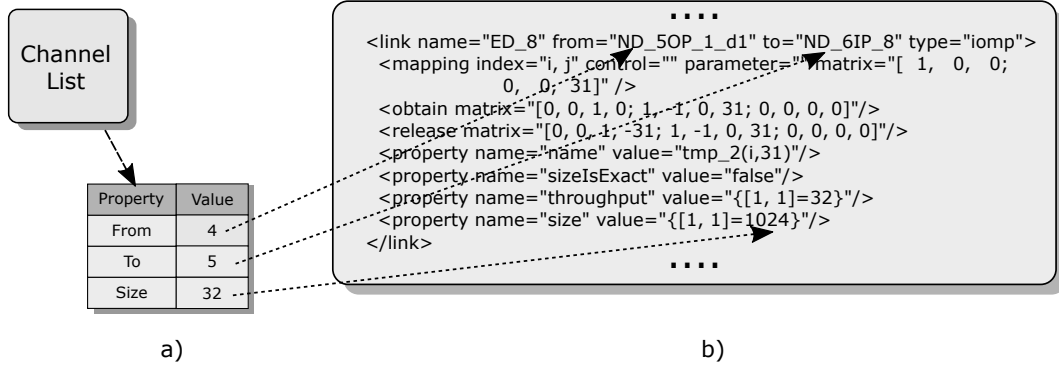 Channel
List
Property Value
From 4
To 5
Size 32
a)
....
<link name="ED_8" from="ND_5OP_1_d1" to="ND_6IP_8" type="iomp">
<mapping index="i, j" control="" parameter="" matrix="[ 1, 0, 0;
0, 0; 31]" />
<obtain matrix="[0, 0, 1, 0; 1, -1, 0, 31; 0, 0, 0, 0]"/>
<release matrix="[0, 0, 1; -31; 1, -1, 0, 31; 0, 0, 0, 0]"/>
<property name="name" value="tmp_2(i,31)"/>
<property name="sizeIsExact" value="false"/>
<property name="throughput" value="{[1, 1]=32}"/>
<property name="size" value="{[1, 1]=1024}"/>
</link>
....
b)